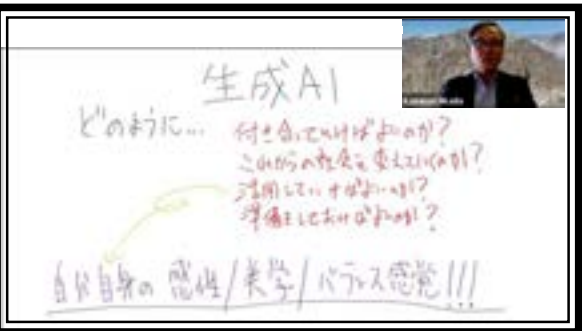 生成AI
どのように... 付き合っていけばよいのか?
これからの社会を変えていくのか?
活用していけばよいのか?
準備をしておけばよいのか?
自分自身の 感性/美学/バランス感覚!!!